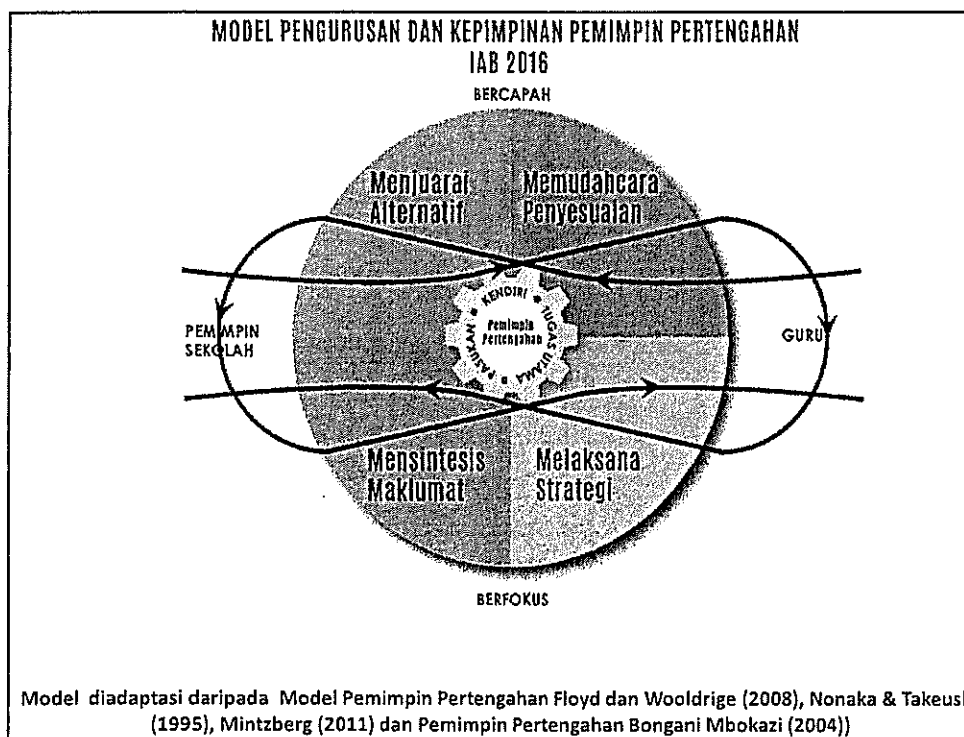 MODEL PENGURUSAN DAN KEPIMPINAN PEMIMPIN PERTENGAHAN
IAB 2016
BERCAPAH
Menjuarai
Alternatif
Memudahcara
Penyesuaian
KENDIRI
TUGAS UTAMA
PASUKAN
Pemimpin
Pertengahan
PEMIMPIN
SEKOLAH
GURU
Mensintesis
Maklumat
Melaksana
Strategi
BERFOKUS
Model diadaptasi daripada Model Pemimpin Pertengahan Floyd dan Wooldrige (2008), Nonaka & Takeus
(1995), Mintzberg (2011) dan Pemimpin Pertengahan Bongani Mbokazi (2004))